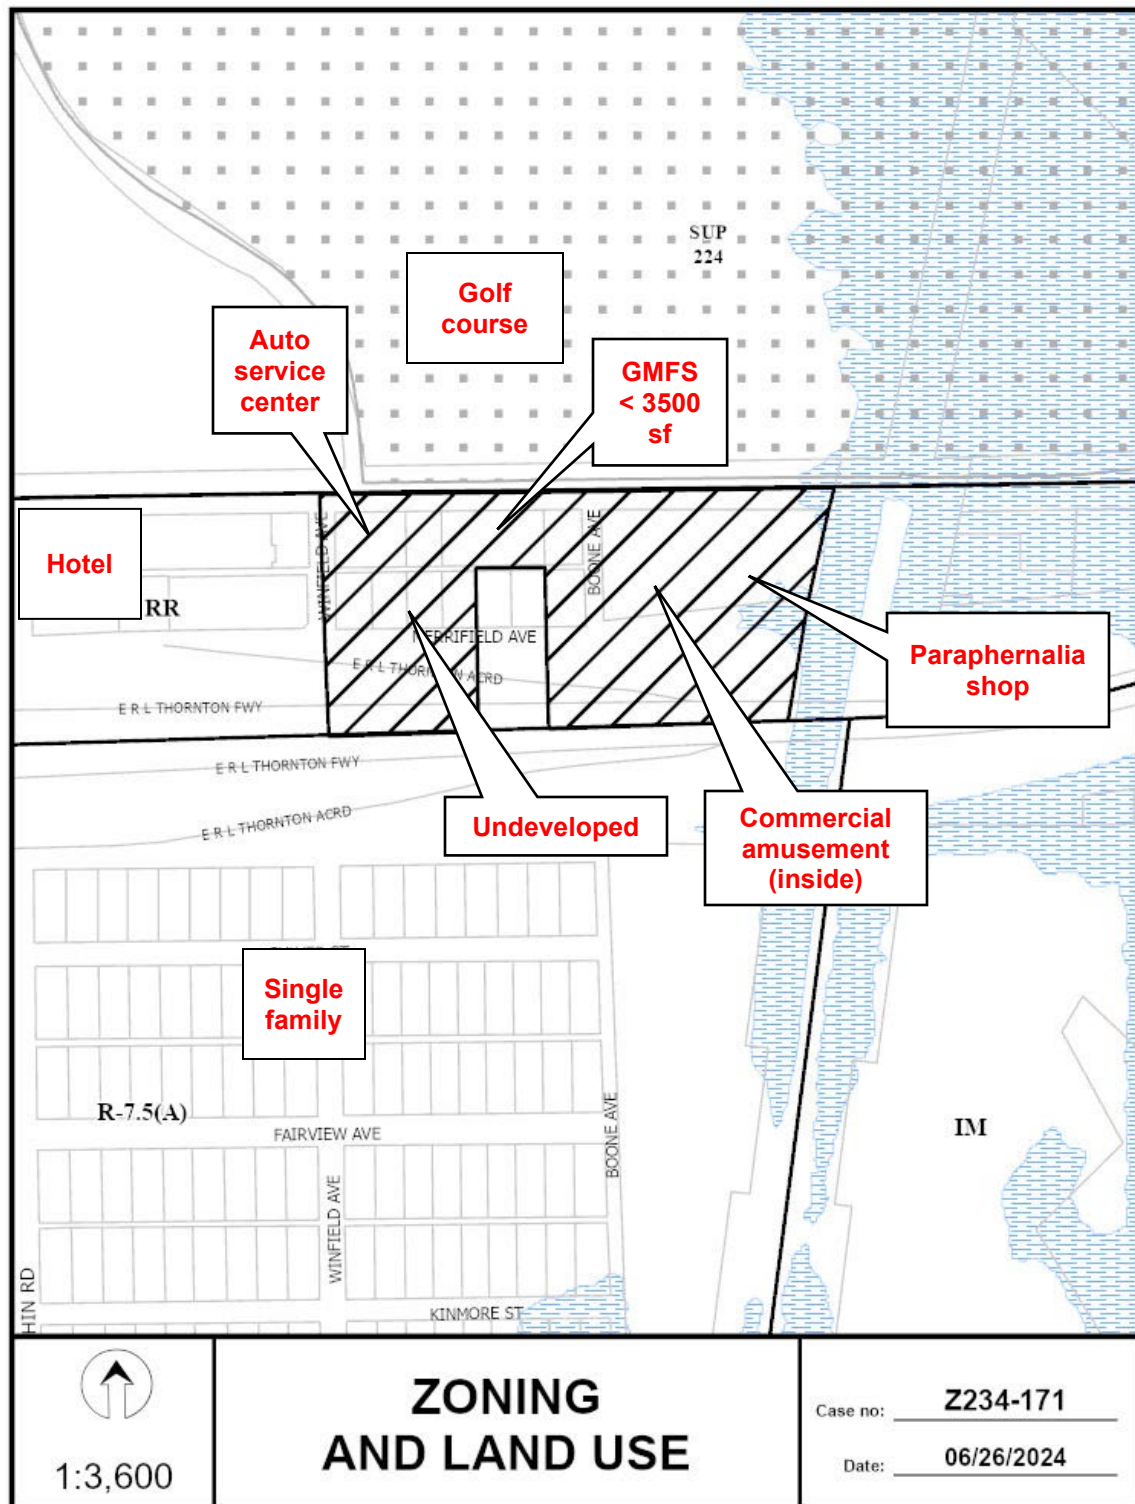 SUP
224
Golf
course
Auto
service
center
GMFS
< 3500
sf
Hotel
RR
WINFIELD AVE
BOONE AVE
MERRIFIELD AVE
E R L THORNTON ACRD
E R L THORNTON FWY
Paraphernalia
shop
E R L THORNTON FWY
E R L THORNTON ACRD
Undeveloped
Commercial
amusement
(inside)
Single
family
R-7.5(A)
FAIRVIEW AVE
BOONE AVE
IM
WINFIELD AVE
HIN RD
KINMORE ST
1:3,600
ZONING
AND LAND USE
Case no: Z234-171
Date: 06/26/2024